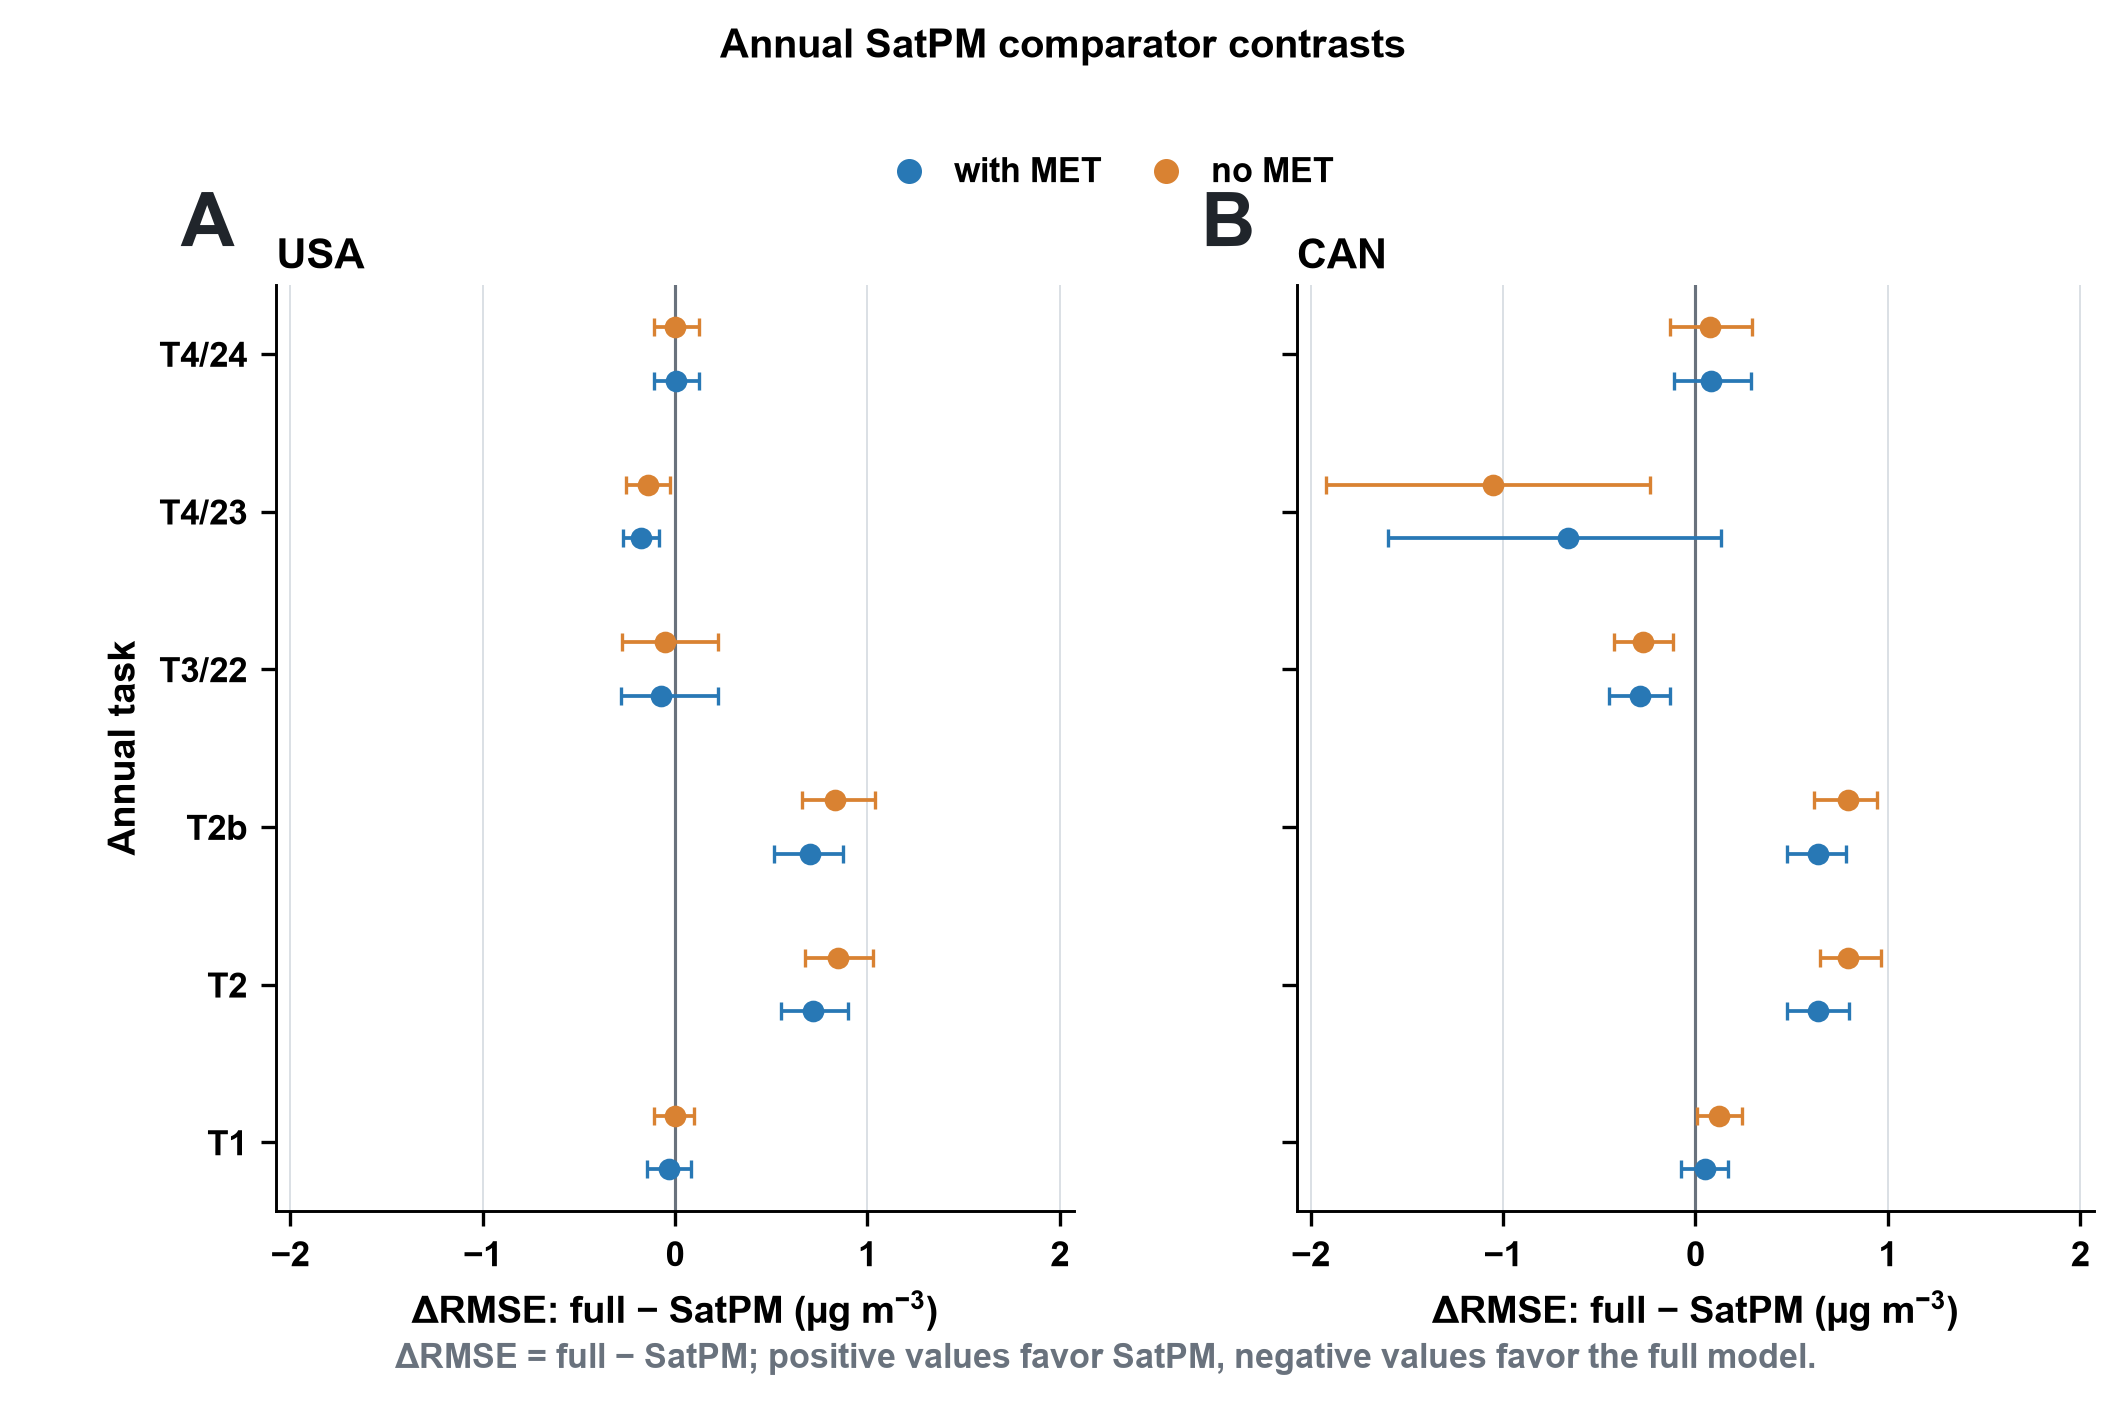 Annual SatPM comparator contrasts
with MET
no MET
A
USA
B
CAN
Annual task
T4/24
T4/23
T3/22
T2b
T2
T1
−2
−1
0
1
2
−2
−1
0
1
2
ΔRMSE: full − SatPM (µg m⁻³)
ΔRMSE: full − SatPM (µg m⁻³)
ΔRMSE = full − SatPM; positive values favor SatPM, negative values favor the full model.